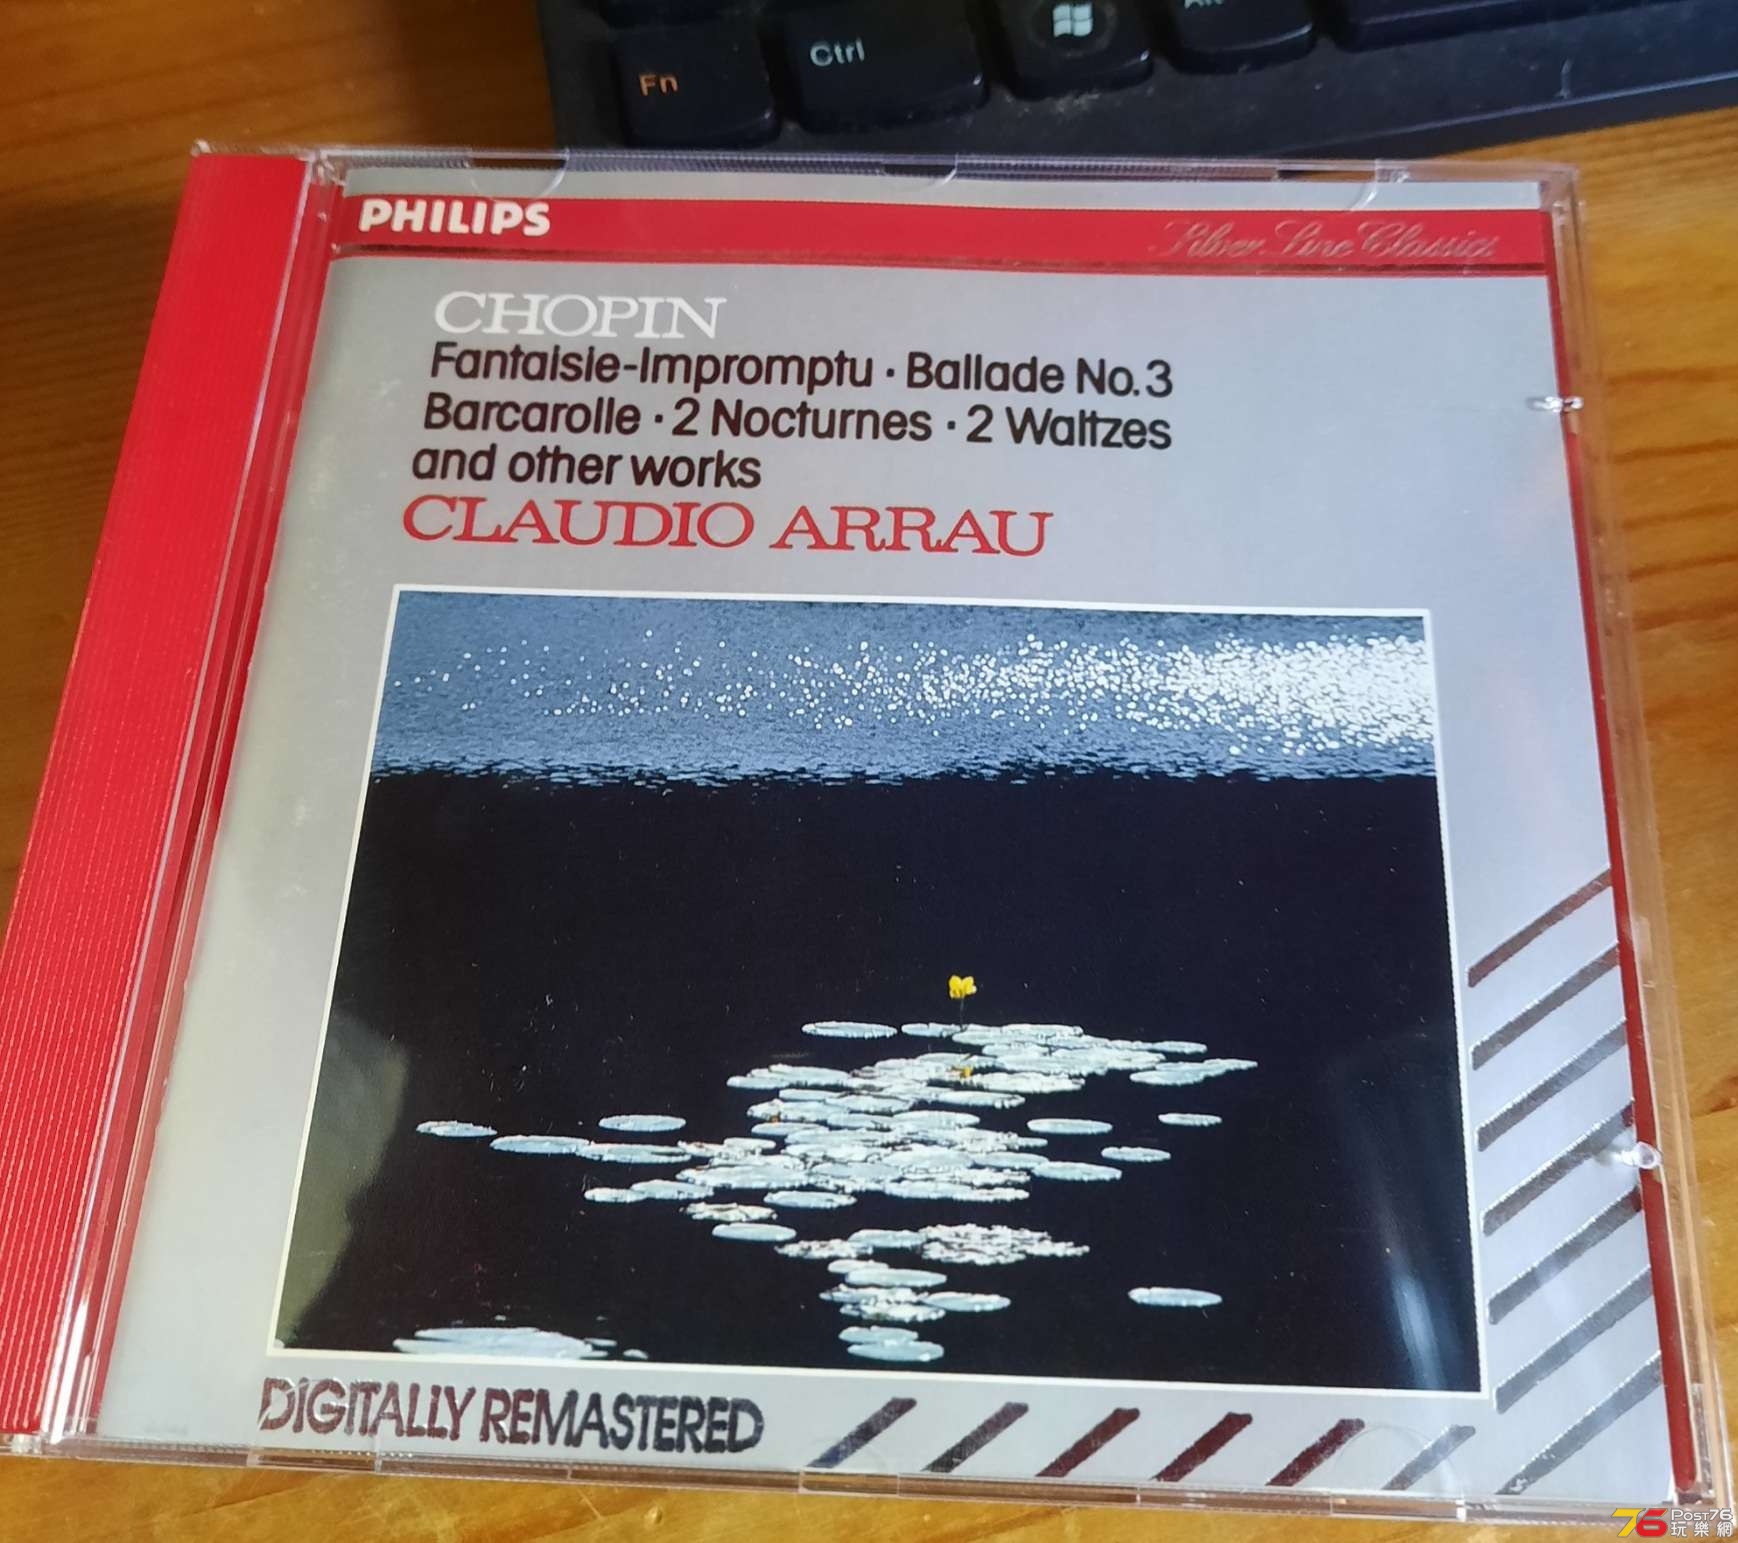 Fn
Ctrl
PHILIPS
Silver Line Classics
CHOPIN
Fantaisie-Impromptu · Ballade No.3
Barcarolle · 2 Nocturnes · 2 Waltzes
and other works
CLAUDIO ARRAU
DIGITALLY REMASTERED
76 Post76
玩樂網